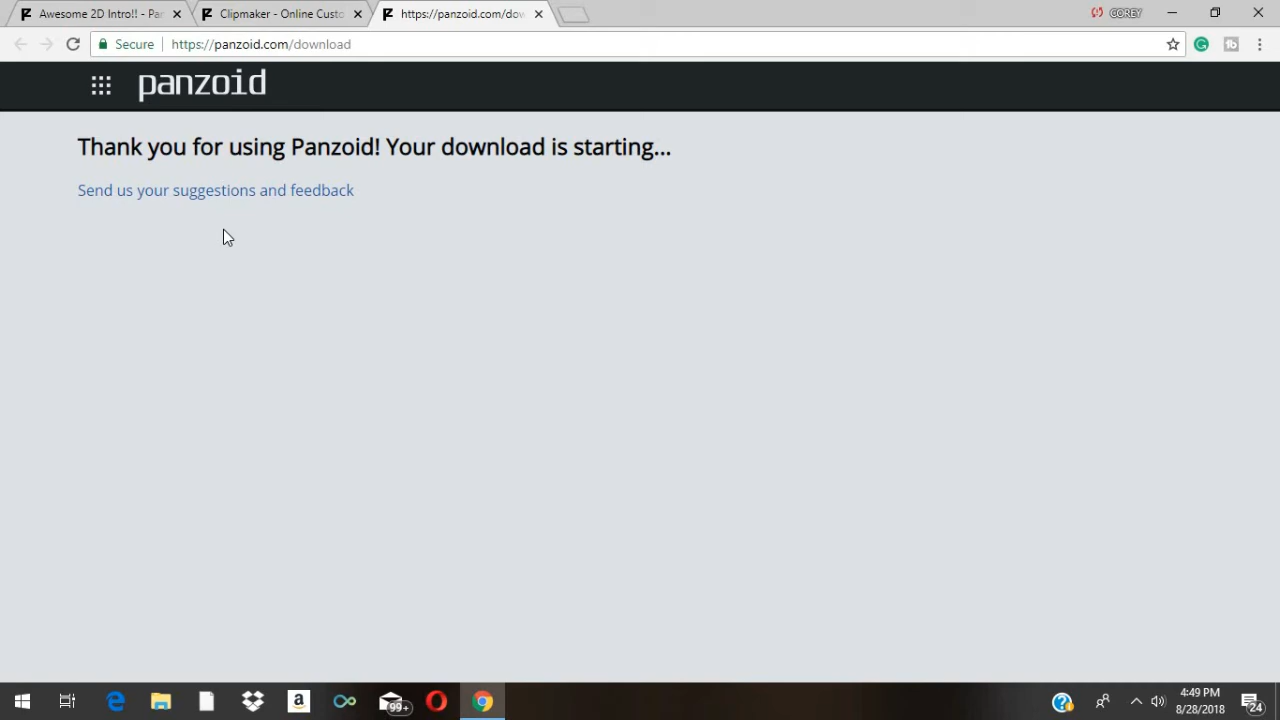 Awesome 2D Intro!! - Pa
Clipmaker - Online Custo
https://panzoid.com/dow
COREY
Secure
https://panzoid.com/download
panzoid
Thank you for using Panzoid! Your download is starting...
Send us your suggestions and feedback
a
99+
4:49 PM
8/28/2018
24